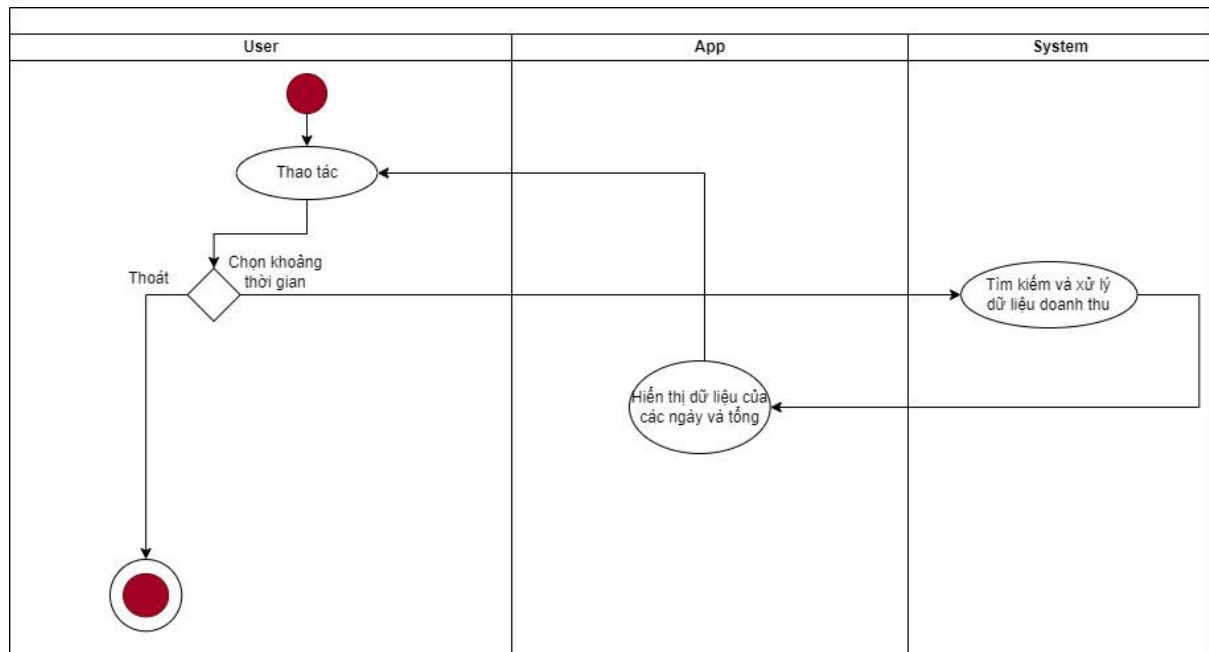 User
App
System
Thao tác
Chọn khoảng
thời gian
Thoát
Tìm kiếm và xử lý
dữ liệu doanh thu
Hiển thị dữ liệu của
các ngày và tổng